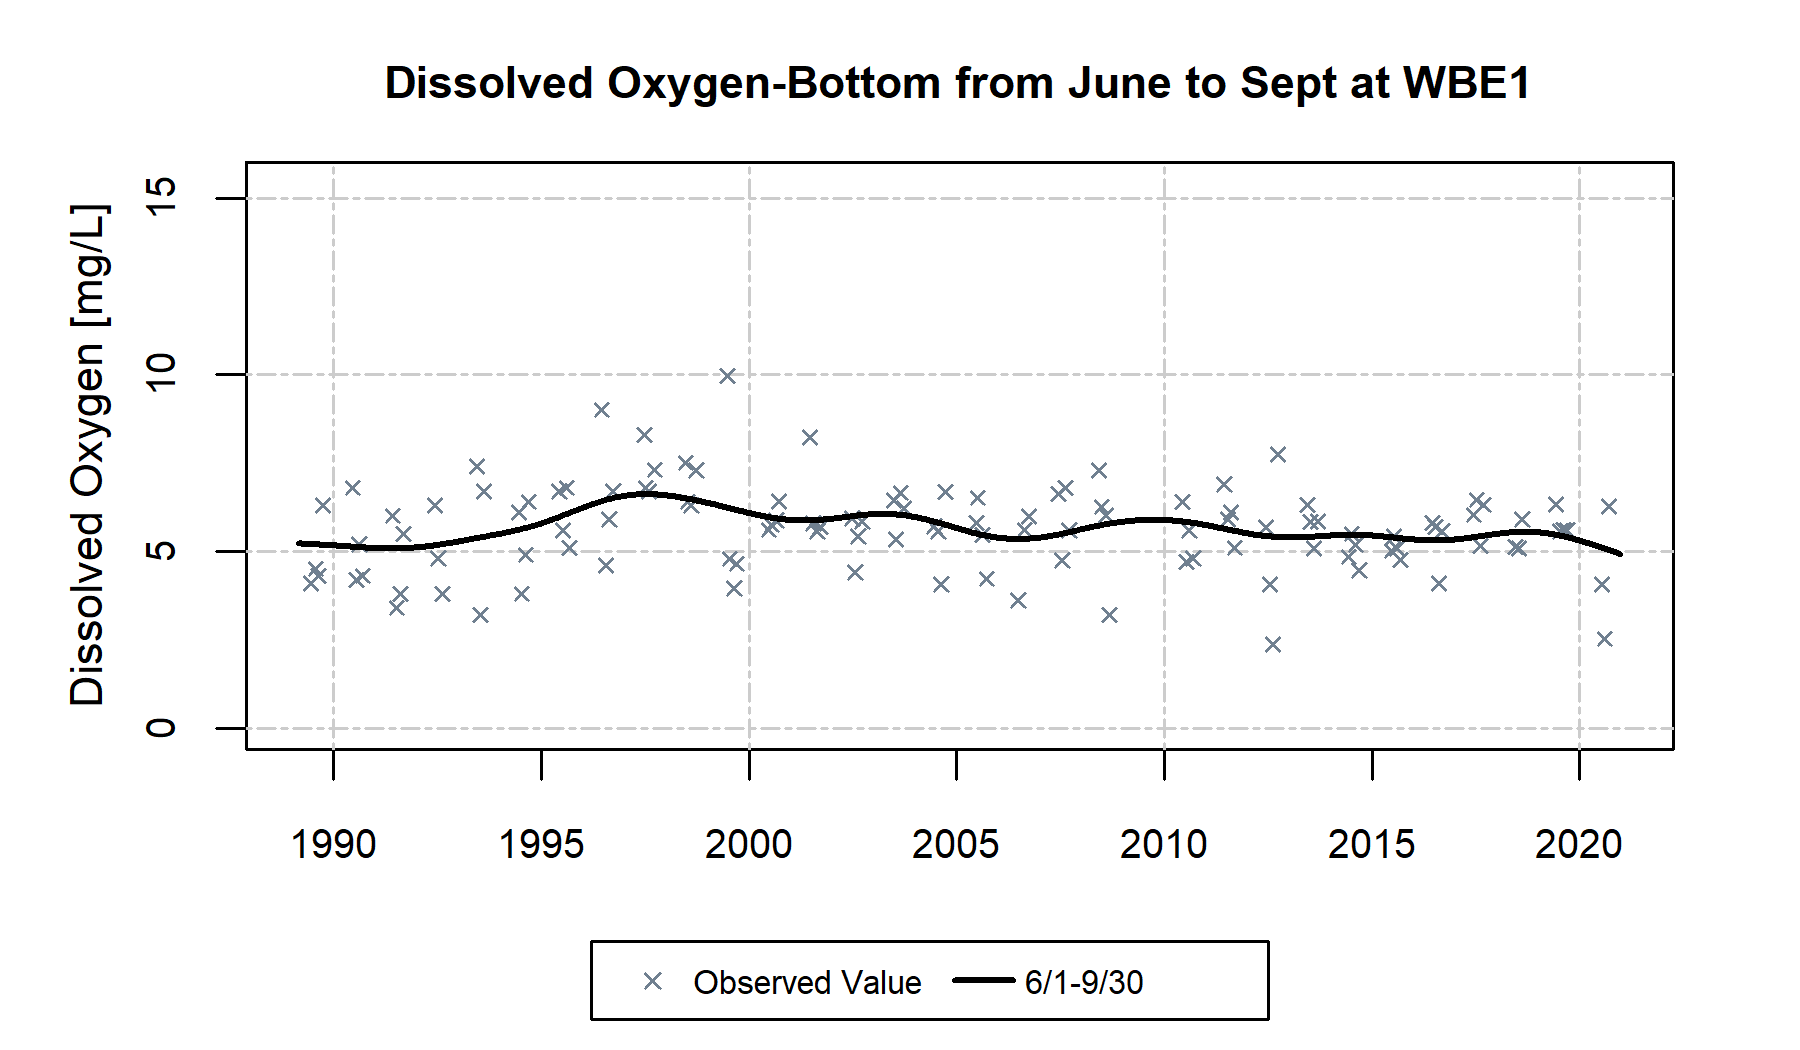 Dissolved Oxygen-Bottom from June to Sept at WBE1
Dissolved Oxygen [mg/L]
15
10
5
0
1990 1995 2000 2005 2010 2015 2020
Observed Value 6/1-9/30